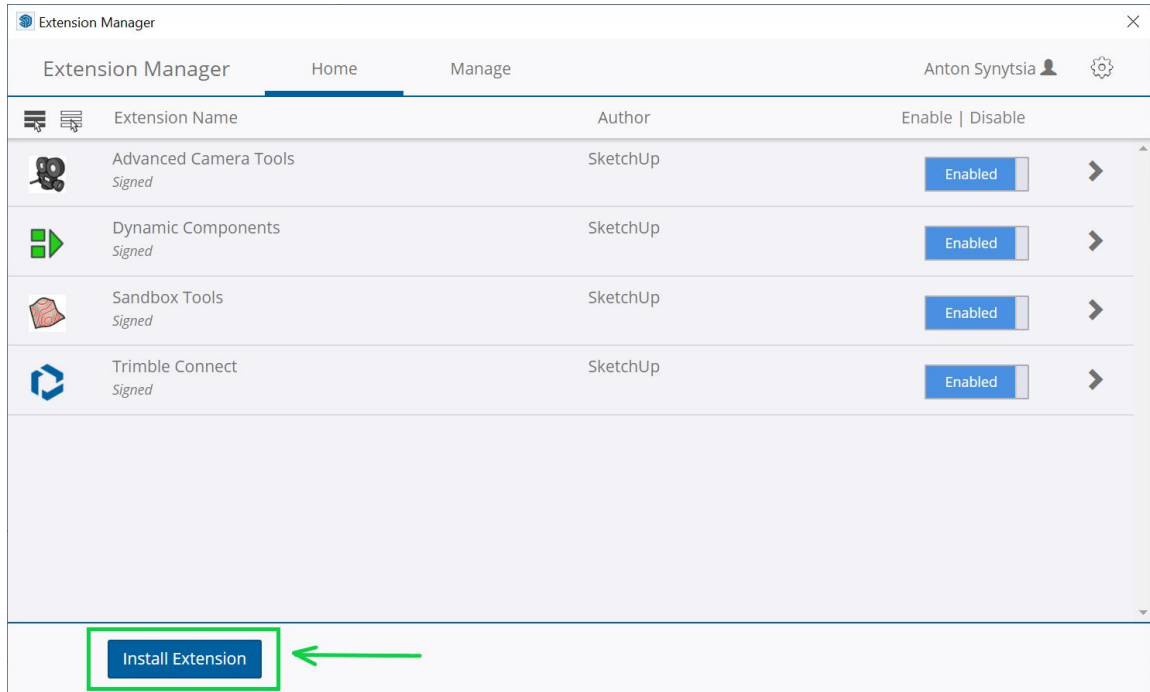 Extension Manager
Extension Manager Home Manage Anton Synytsia
Extension Name Author Enable | Disable
Advanced Camera Tools SketchUp
Signed
Enabled
Dynamic Components SketchUp
Signed
Enabled
Sandbox Tools SketchUp
Signed
Enabled
Trimble Connect SketchUp
Signed
Enabled
Install Extension